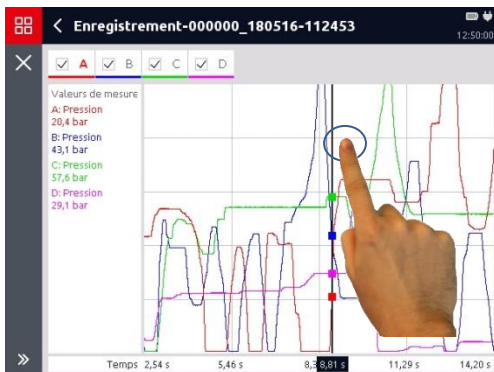 Enregistrement-000000_180516-112453
12:50:00
A B C D
Valeurs de mesure
A: Pression
20,4 bar
B: Pression
43,1 bar
C: Pression
57,6 bar
D: Pression
29,1 bar
Temps 2,54 s 5,46 s 8,81 s 11,29 s 14,20 s